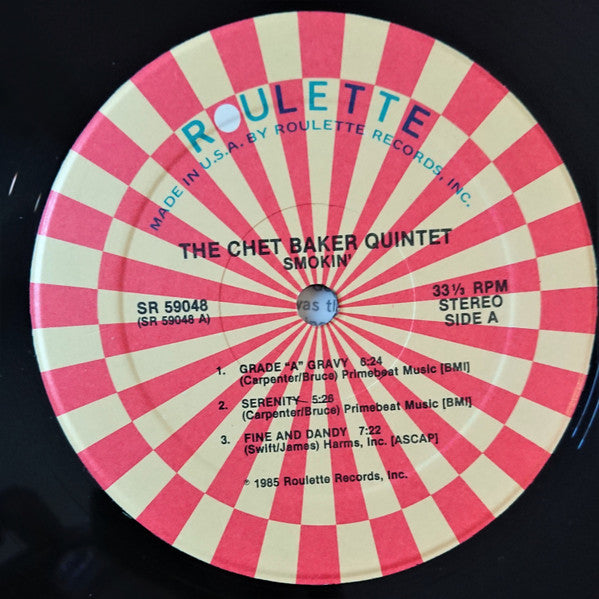 ROULETTE
MADE IN U.S.A. BY ROULETTE RECORDS, INC.
THE CHET BAKER QUINTET
SMOKIN'
SR 59048
(SR 59048 A)
33⅓ RPM
STEREO
SIDE A
1. GRADE "A" GRAVY 6:24
(Carpenter/Bruce) Primebeat Music [BMI]
2. SERENITY 5:26
(Carpenter/Bruce) Primebeat Music [BMI]
3. FINE AND DANDY 7:22
(Swift/James) Harms, Inc. [ASCAP]
℗ 1985 Roulette Records, Inc.